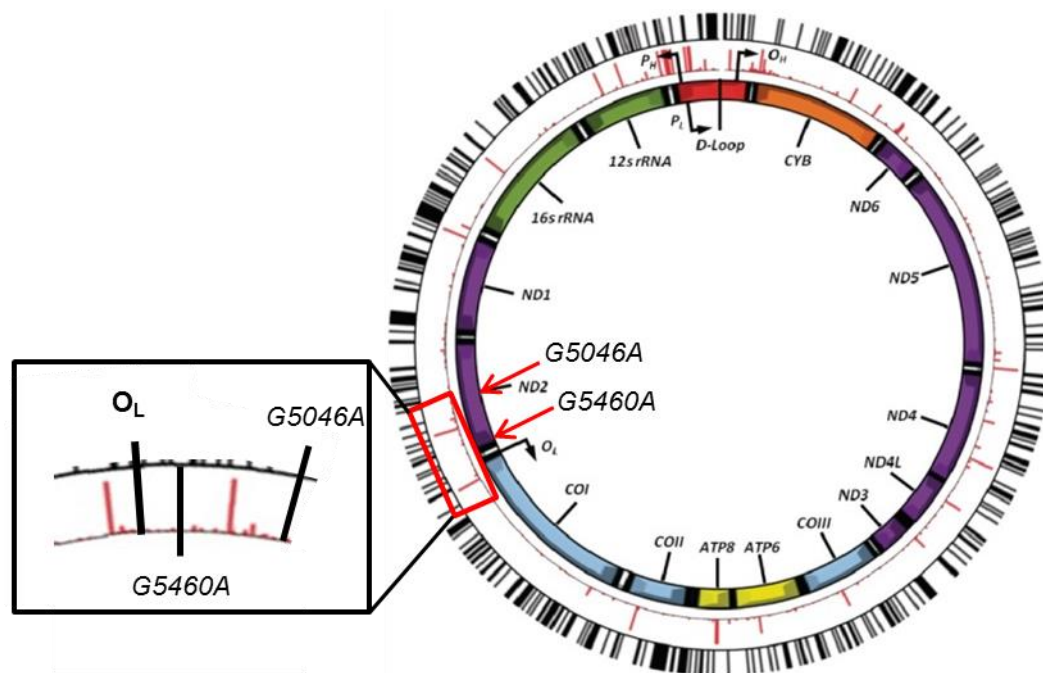 P_H
O_H
P_L
D-Loop
CYB
12s rRNA
ND6
16s rRNA
ND5
ND1
G5046A
ND2
G5460A
O_L
ND4
ND4L
ND3
COI
COIII
COII
ATP8
ATP6
O_L
G5046A
G5460A